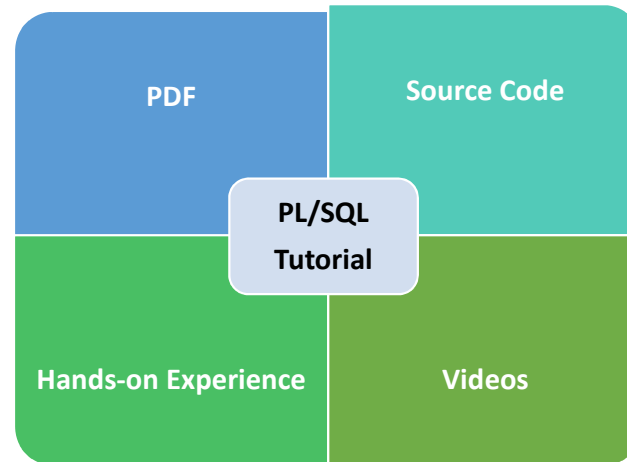 PDF
Source Code
PL/SQL
Tutorial
Hands-on Experience
Videos